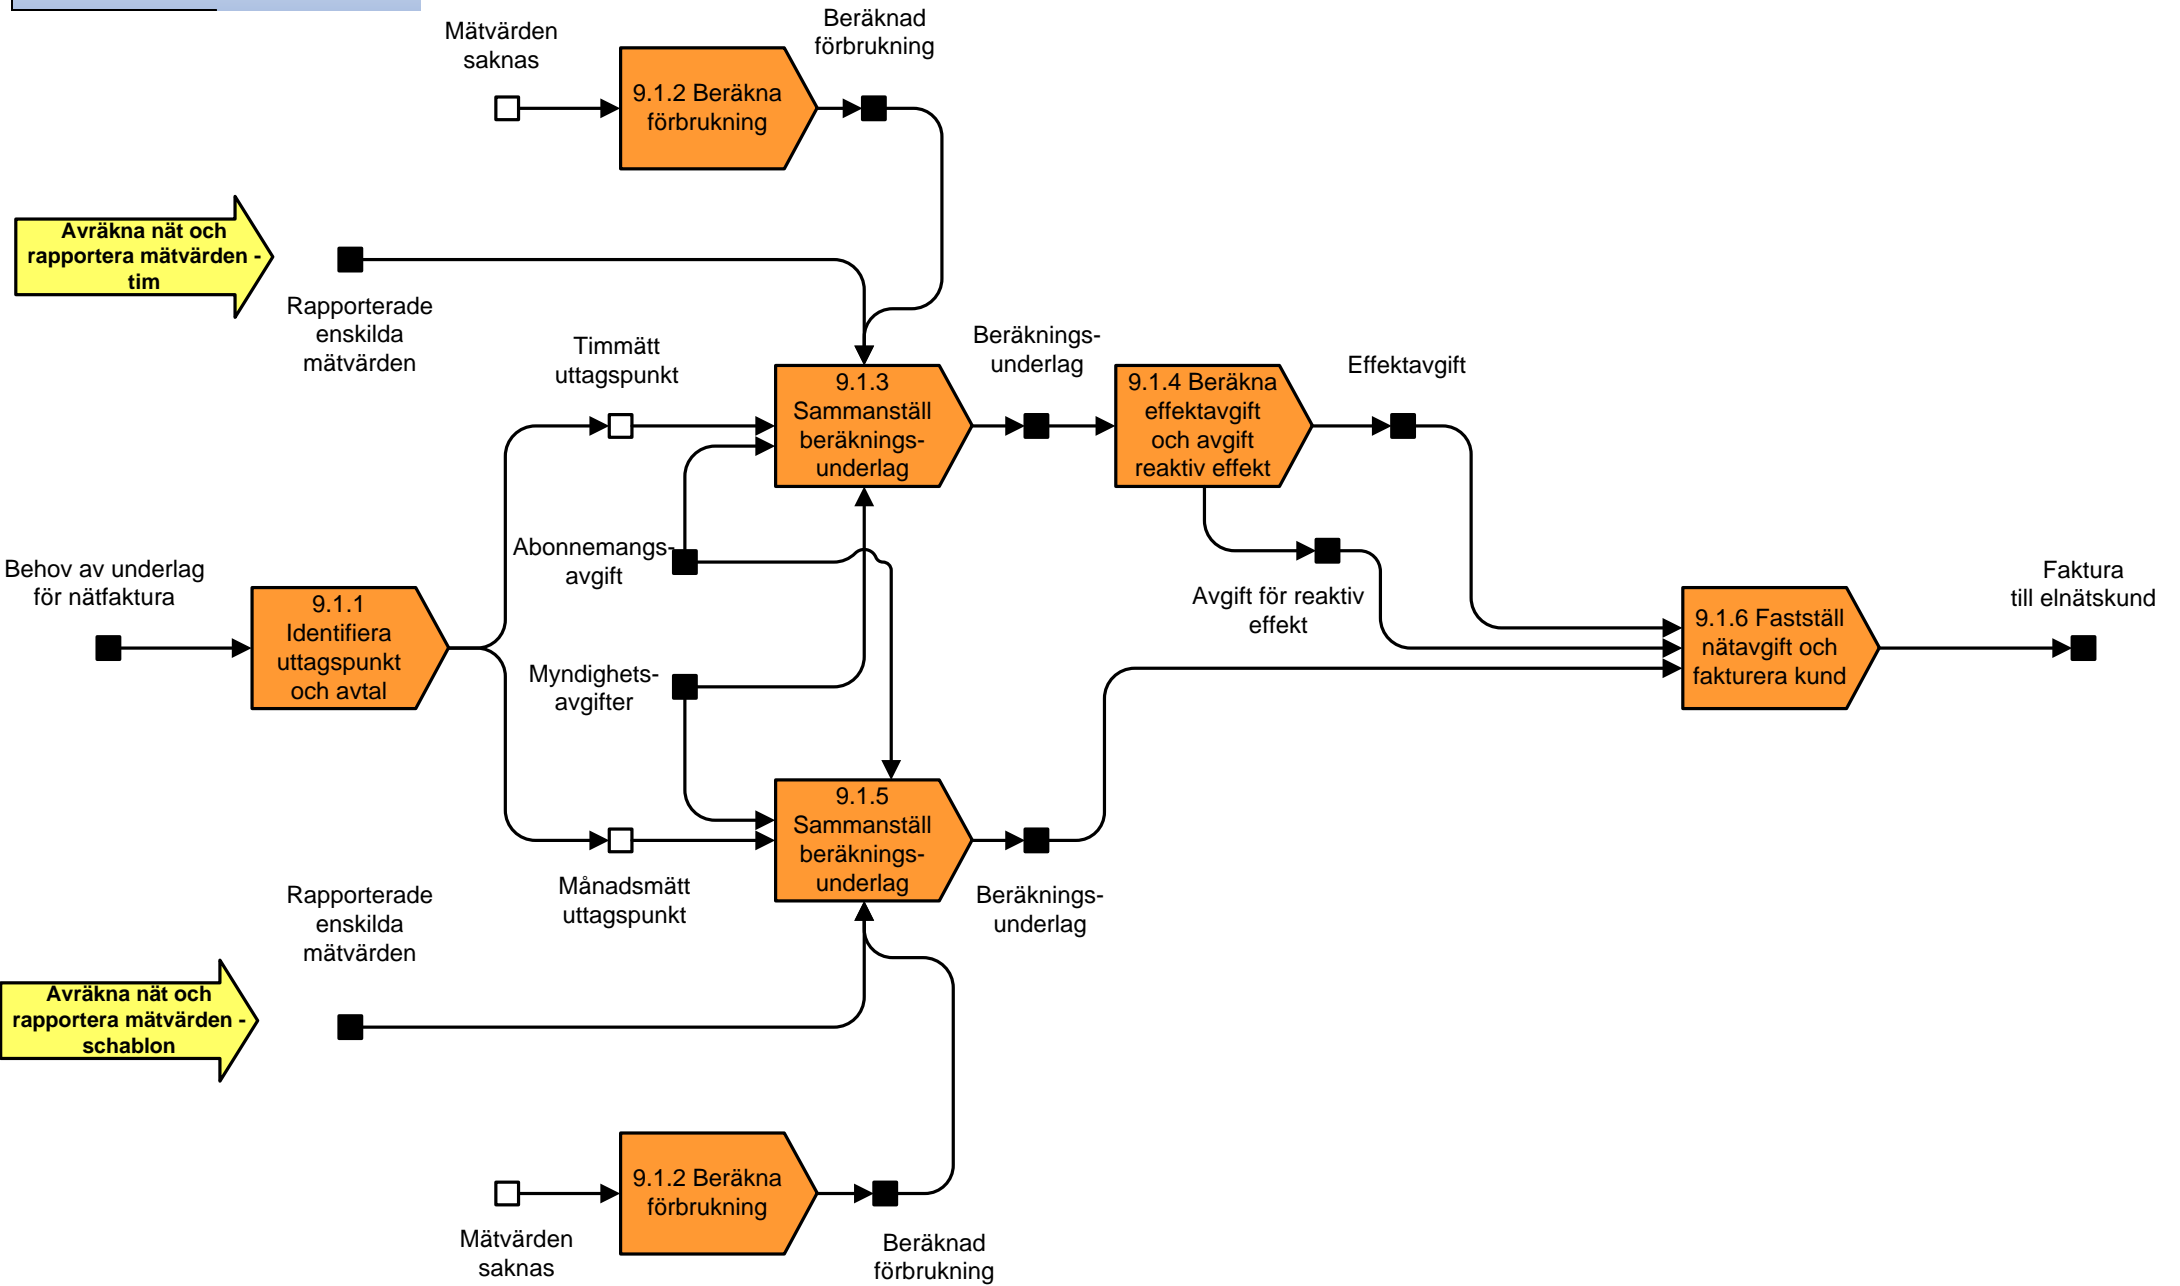 Mätvärden
saknas
Beräknad
förbrukning
9.1.2 Beräkna
förbrukning
Avräkna nät och
rapportera mätvärden -
tim
Rapporterade
enskilda
mätvärden
Timmätt
uttagspunkt
9.1.3
Sammanställ
beräknings-
underlag
Beräknings-
underlag
9.1.4 Beräkna
effektavgift
och avgift
reaktiv effekt
Effektavgift
Abonnemangs-
avgift
Behov av underlag
för nätfaktura
9.1.1
Identifiera
uttagspunkt
och avtal
Avgift för reaktiv
effekt
9.1.6 Fastställ
nätavgift och
fakturera kund
Faktura
till elnätskund
Myndighets-
avgifter
9.1.5
Sammanställ
beräknings-
underlag
Månadsmätt
uttagspunkt
Beräknings-
underlag
Rapporterade
enskilda
mätvärden
Avräkna nät och
rapportera mätvärden -
schablon
9.1.2 Beräkna
förbrukning
Mätvärden
saknas
Beräknad
förbrukning